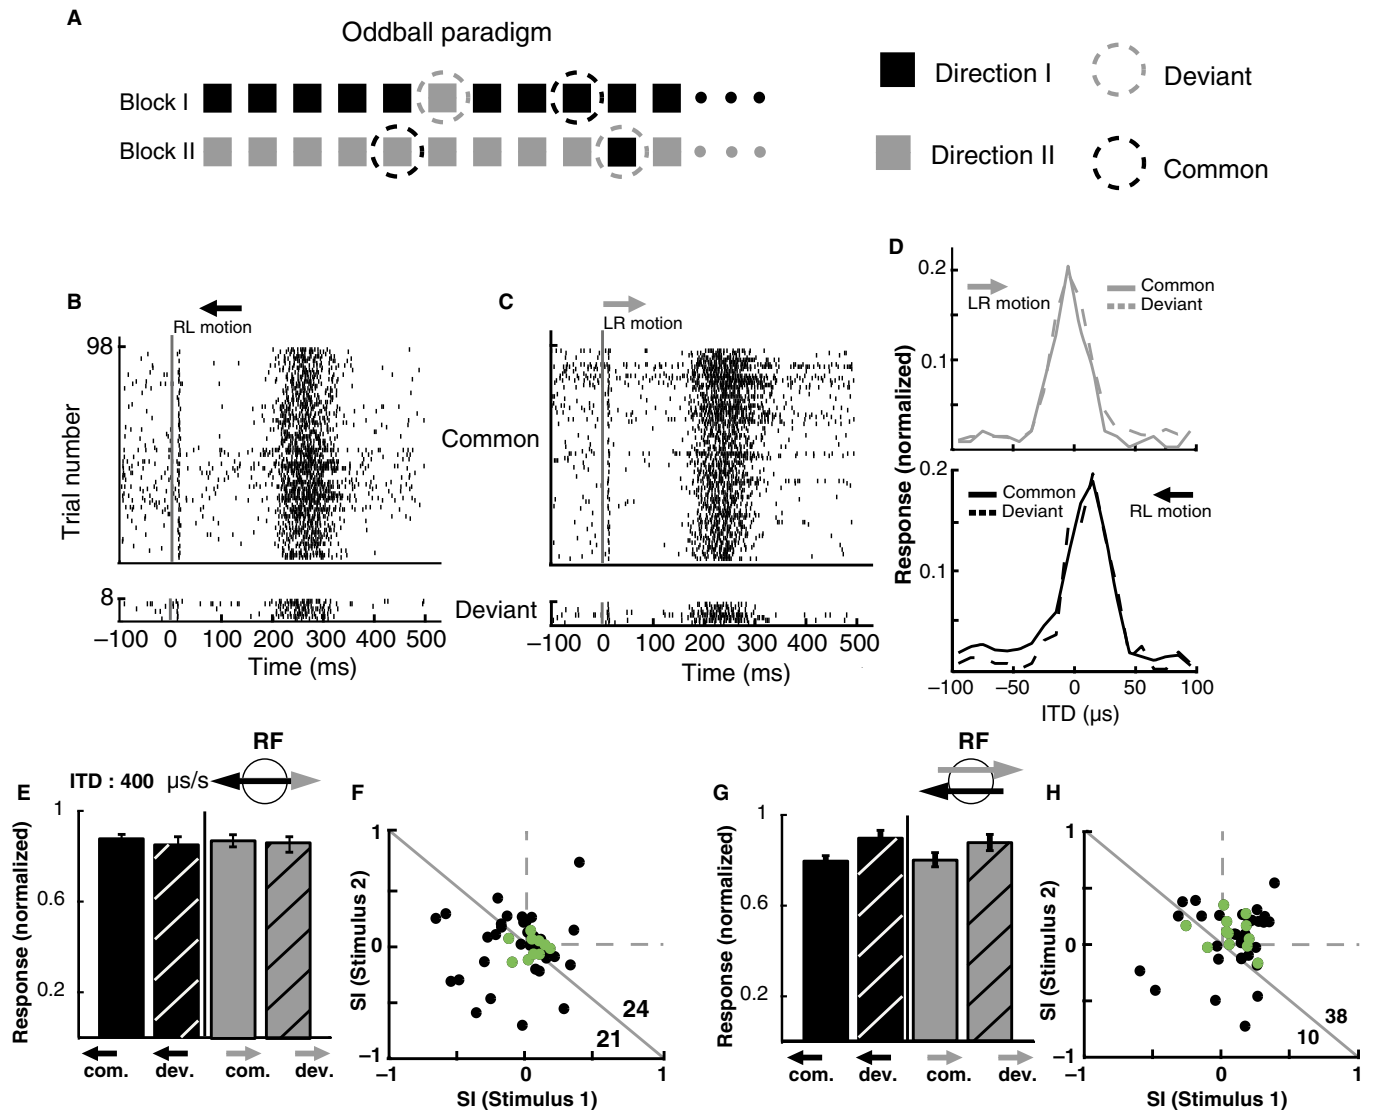 A
Oddball paradigm
Block I
Block II
Direction I
Deviant
Direction II
Common
B
RL motion
98
Trial number
8
−100 0 100 200 300 400 500
Time (ms)
Common
Deviant
C
LR motion
−100 0 100 200 300 400 500
Time (ms)
D
0.2
LR motion
Common
Deviant
0.1
Response (normalized)
0.2
Common
Deviant
RL motion
0.1
−100 −50 0 50 100
ITD (µs)
E
ITD : 400 µs/s
RF
1
0.6
0.2
Response (normalized)
com. dev. com. dev.
F
1
0
−1
SI (Stimulus 2)
24
21
−1 0 1
SI (Stimulus 1)
G
RF
1
0.6
0.2
Response (normalized)
com. dev. com. dev.
H
1
0
−1
SI (Stimulus 2)
38
10
−1 0 1
SI (Stimulus 1)